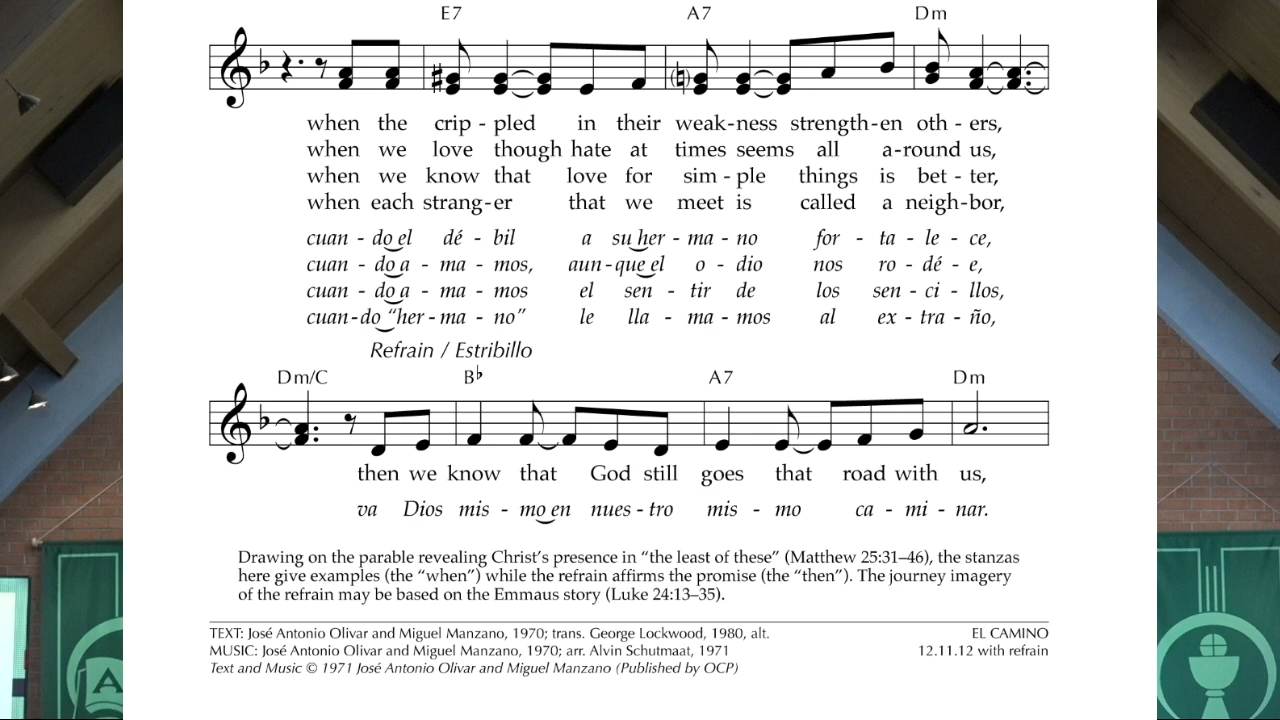 E7 A7 Dm
when the crip - pled in their weak-ness strength-en oth - ers,
when we love though hate at times seems all a-round us,
when we know that love for sim - ple things is bet - ter,
when each strang-er that we meet is called a neigh-bor,
cuan - do el dé - bil a su her - ma - no for - ta - le - ce,
cuan - do a - ma - mos, aun-que el o - dio nos ro - dé - e,
cuan - do a - ma - mos el sen - tir de los sen - ci - llos,
cuan-do “her-ma - no” le lla - ma - mos al ex - tra - ño,
Refrain / Estribillo
Dm/C B♭ A7 Dm
then we know that God still goes that road with us,
va Dios mis - mo en nues - tro mis - mo ca - mi - nar.
Drawing on the parable revealing Christ’s presence in “the least of these” (Matthew 25:31–46), the stanzas
here give examples (the “when”) while the refrain affirms the promise (the “then”). The journey imagery
of the refrain may be based on the Emmaus story (Luke 24:13–35).
TEXT: José Antonio Olivar and Miguel Manzano, 1970; trans. George Lockwood, 1980, alt. EL CAMINO
MUSIC: José Antonio Olivar and Miguel Manzano, 1970; arr. Alvin Schutmaat, 1971 12.11.12 with refrain
Text and Music © 1971 José Antonio Olivar and Miguel Manzano (Published by OCP)
A